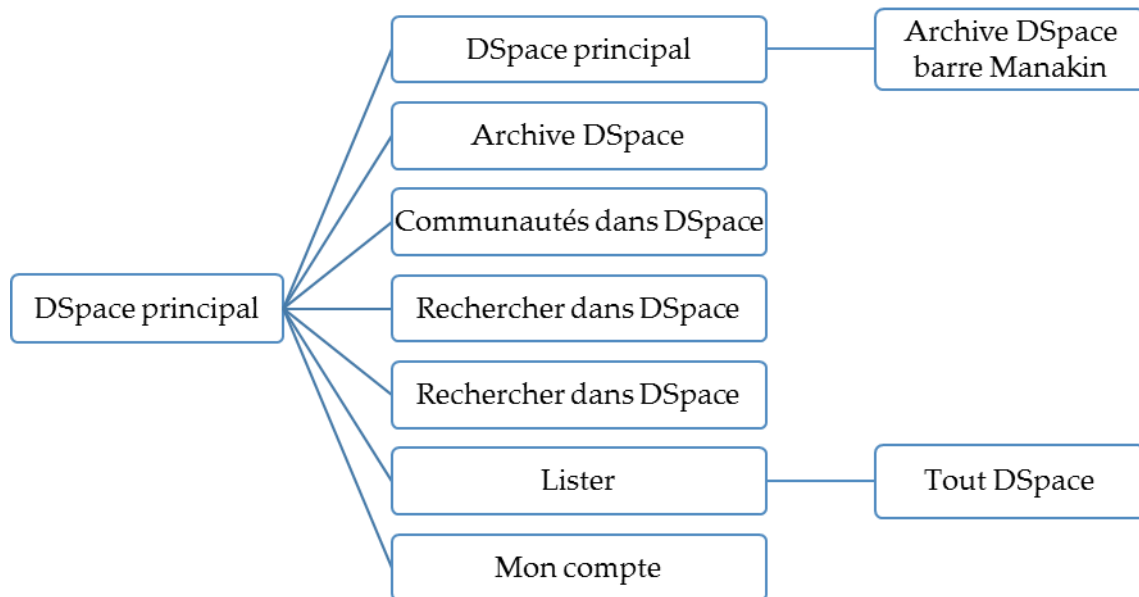 DSpace principal
Archive DSpace
barre Manakin
Archive DSpace
Communautés dans DSpace
DSpace principal
Rechercher dans DSpace
Rechercher dans DSpace
Lister
Tout DSpace
Mon compte